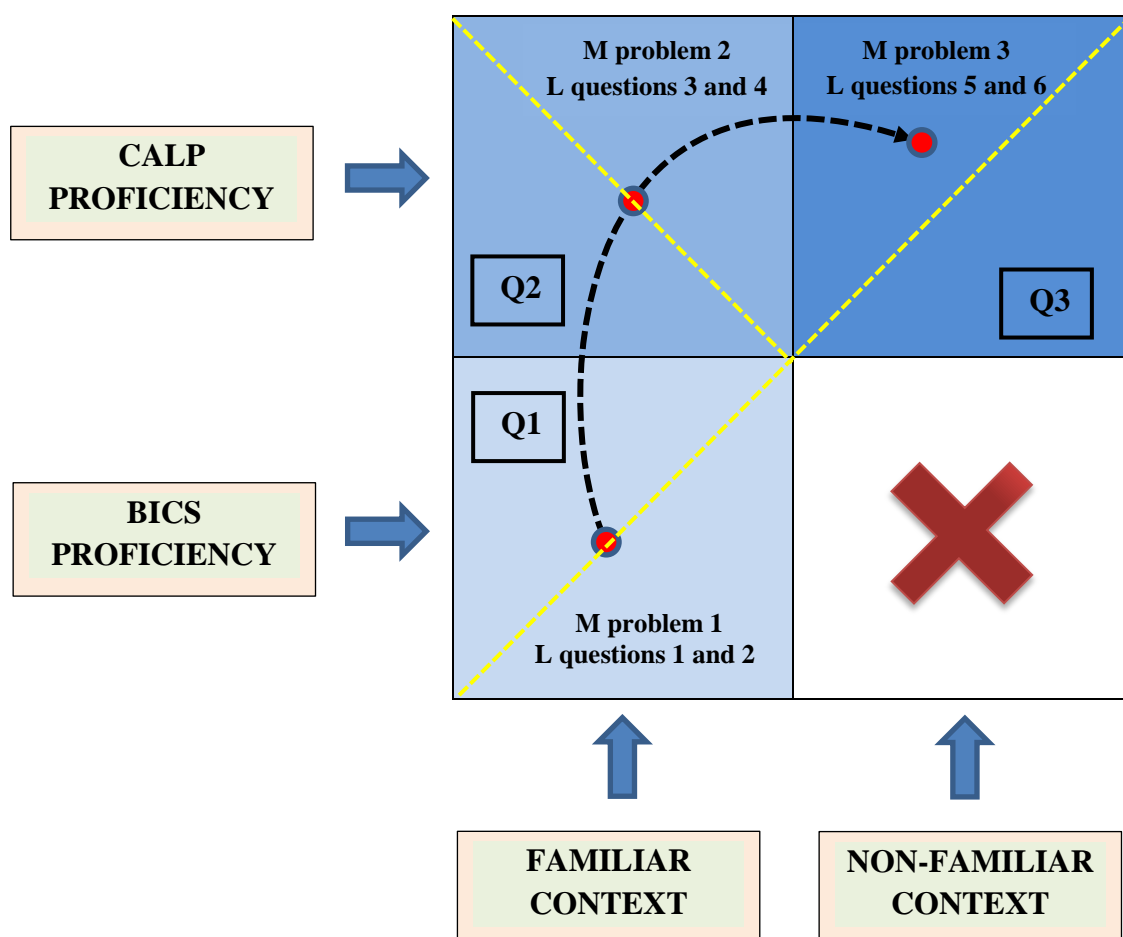 M problem 2
L questions 3 and 4
M problem 3
L questions 5 and 6
CALP
PROFICIENCY
Q2
Q3
Q1
BICS
PROFICIENCY
M problem 1
L questions 1 and 2
FAMILIAR
CONTEXT
NON-FAMILIAR
CONTEXT